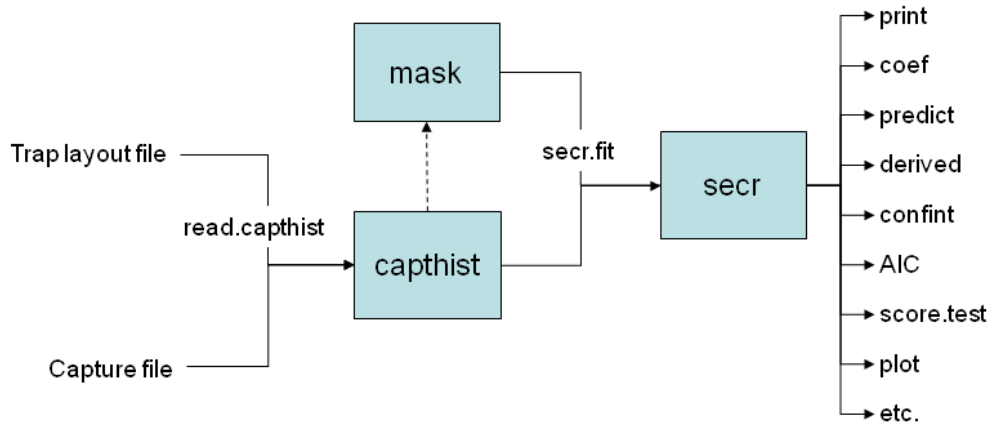 Trap layout file
Capture file
read.capthist
mask
capthist
secr.fit
secr
print
coef
predict
derived
confint
AIC
score.test
plot
etc.